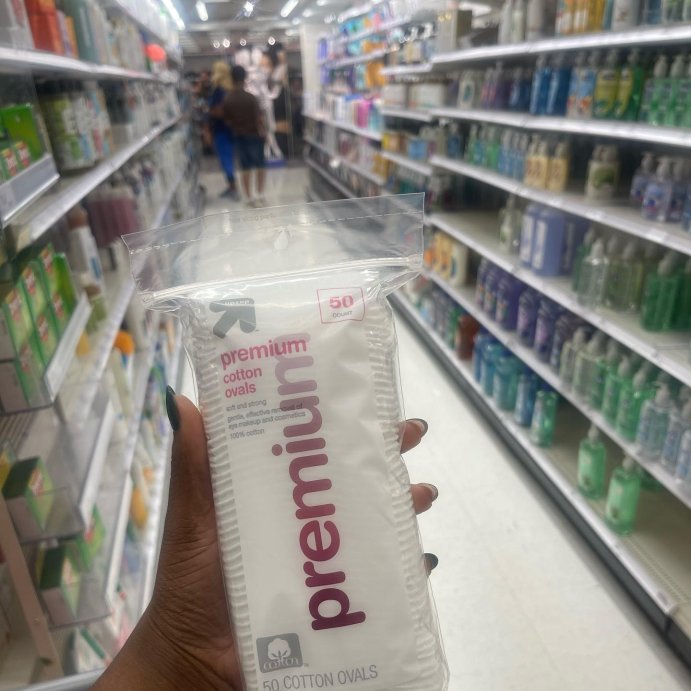 up&up
50
COUNT
premium
cotton
ovals
soft and strong
gentle, effective removal of
eye makeup and cosmetics
100% cotton
premium
cotton
50 COTTON OVALS